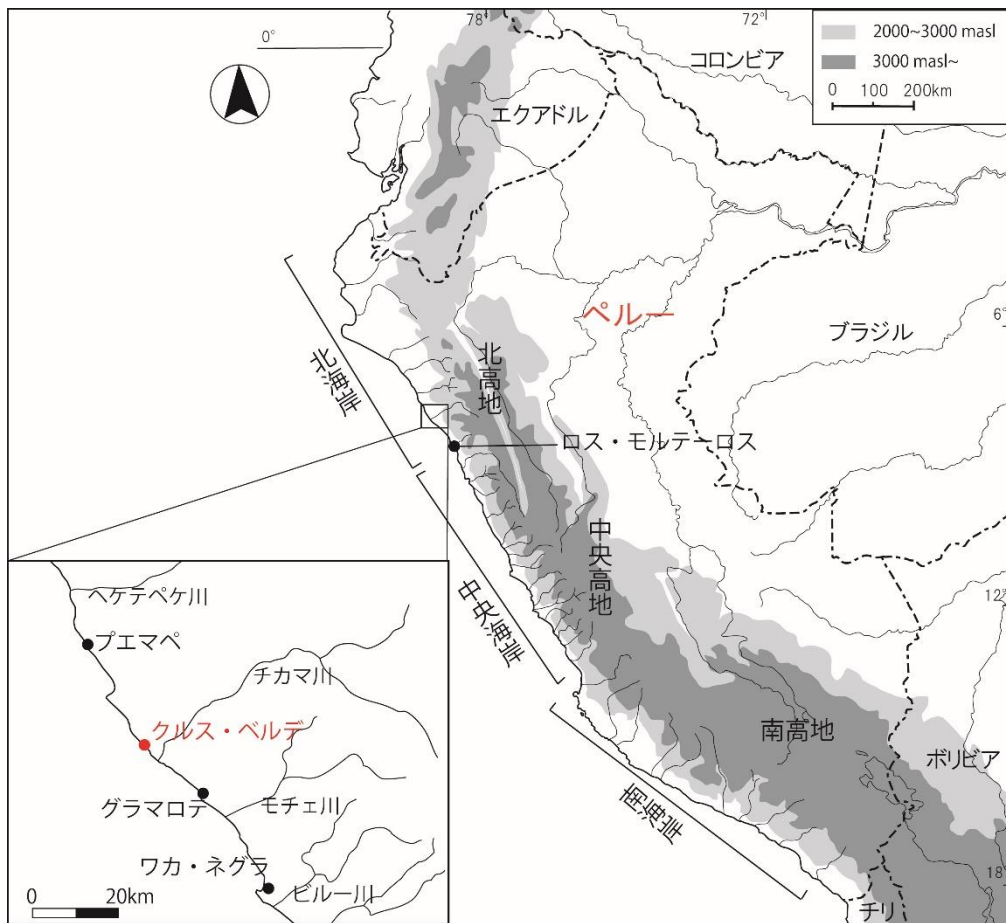 78
72
0°
2000~3000 masl
3000 masl~
0 100 200km
コロンビア
エクアドル
ペルー
6°
ブラジル
北海岸
北高地
ロス・モルテーロス
中央高地
中央海岸
12°
南高地
ボリビア
南海岸
18
チリ
ヘケテペケ川
プエマペ
チカマ川
クルス・ベルデ
グラマロテ
モチェ川
ワカ・ネグラ
ビルー川
0 20km